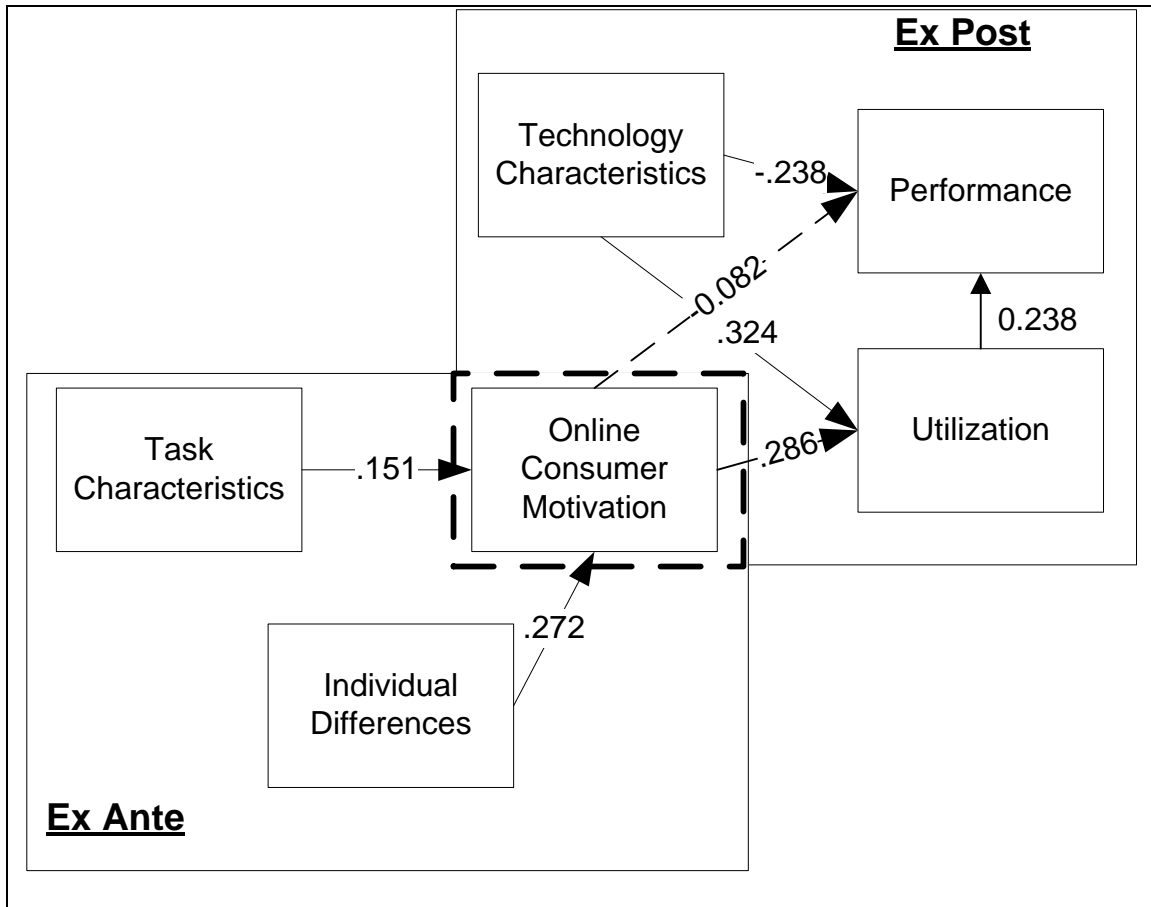 Ex Post
Technology
Characteristics
-.238
Performance
-0.082
.324
0.238
Utilization
Task
Characteristics
.151
Online
Consumer
Motivation
.286
.272
Individual
Differences
Ex Ante